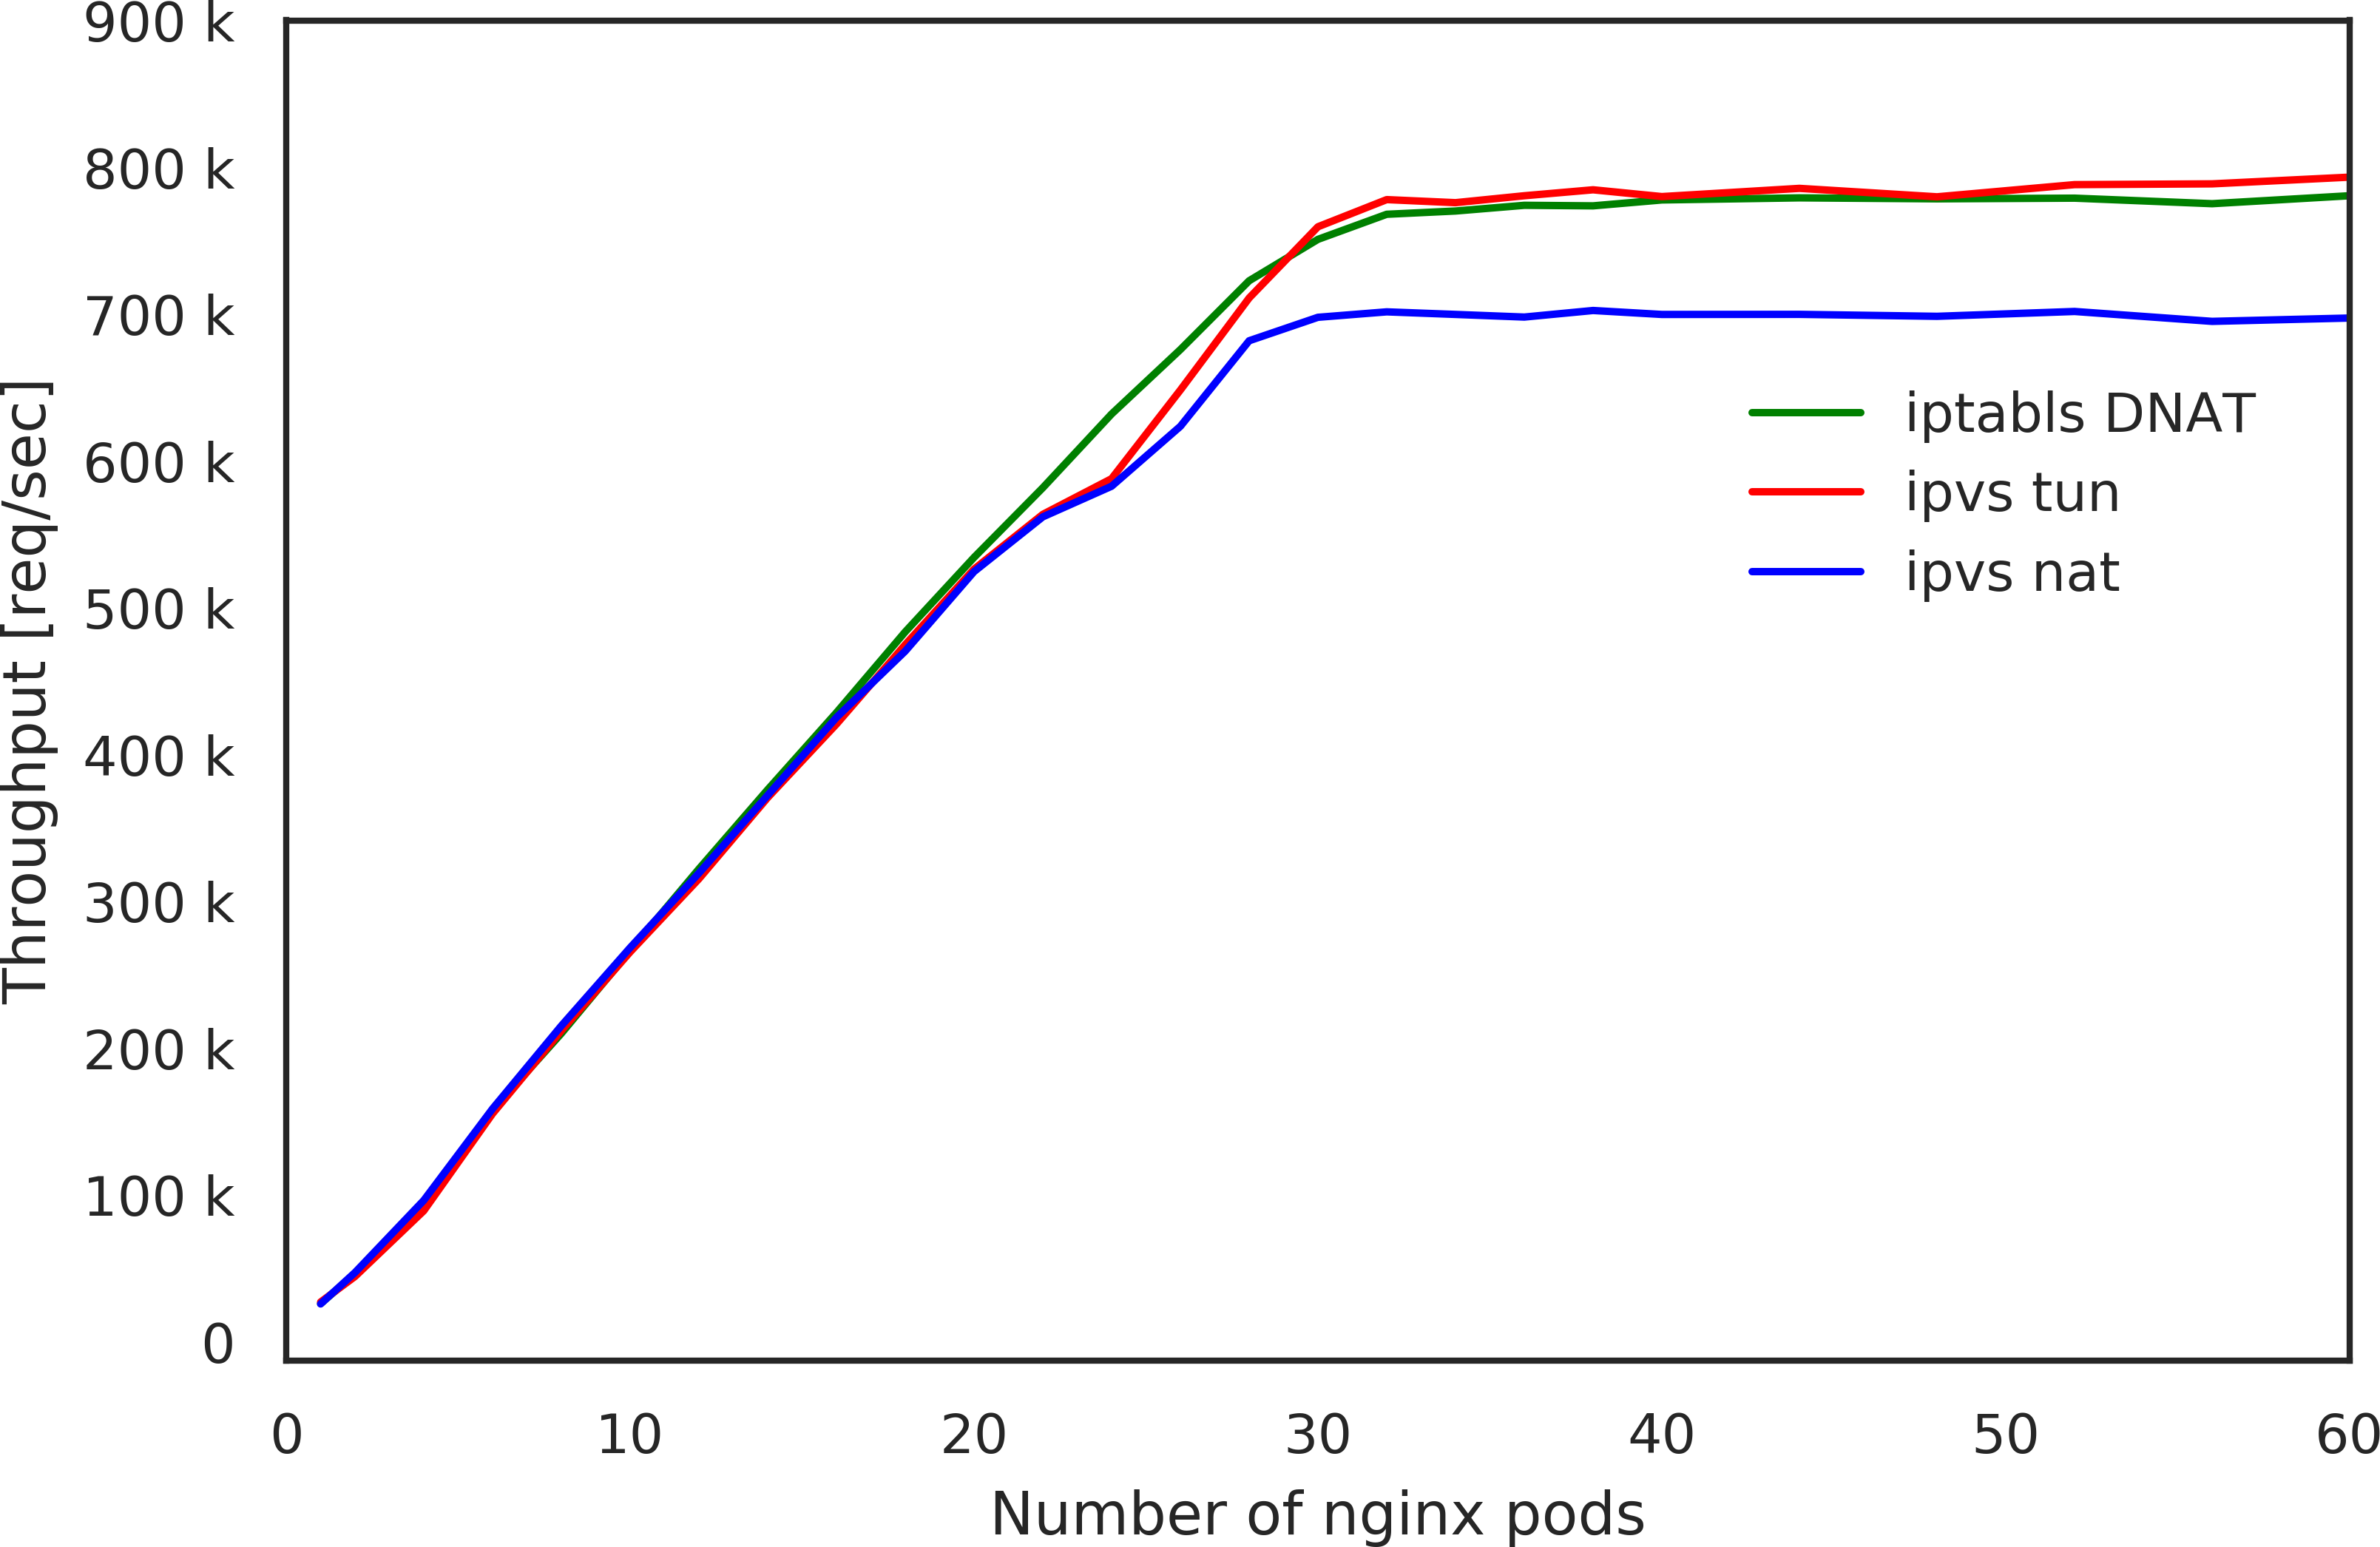 900 k
800 k
700 k
600 k
500 k
400 k
300 k
200 k
100 k
0
Throughput [req/sec]
iptabls DNAT
ipvs tun
ipvs nat
0 10 20 30 40 50 60
Number of nginx pods